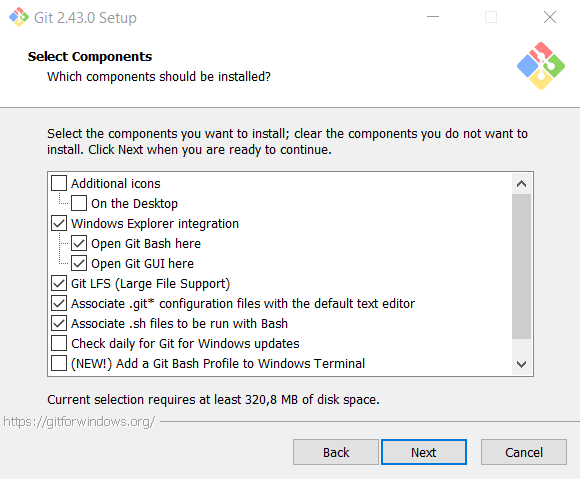 Git 2.43.0 Setup
Select Components
Which components should be installed?
Select the components you want to install; clear the components you do not want to
install. Click Next when you are ready to continue.
Additional icons
On the Desktop
Windows Explorer integration
Open Git Bash here
Open Git GUI here
Git LFS (Large File Support)
Associate .git* configuration files with the default text editor
Associate .sh files to be run with Bash
Check daily for Git for Windows updates
(NEW!) Add a Git Bash Profile to Windows Terminal
Current selection requires at least 320,8 MB of disk space.
https://gitforwindows.org/
Back Next Cancel